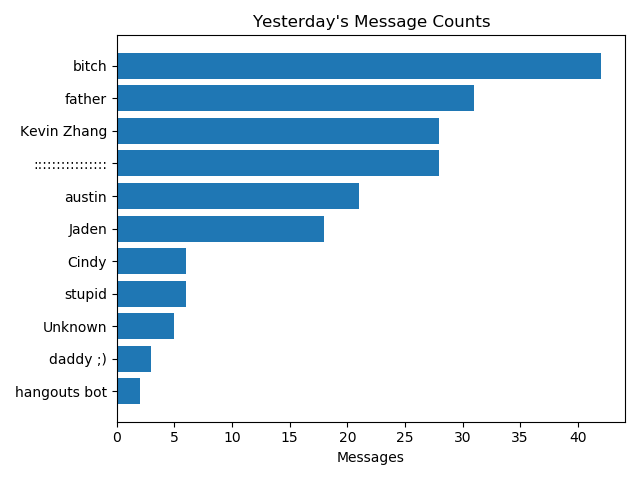 Yesterday's Message Counts
bitch
father
Kevin Zhang
:::::::::::::::
austin
Jaden
Cindy
stupid
Unknown
daddy ;)
hangouts bot
0 5 10 15 20 25 30 35 40
Messages